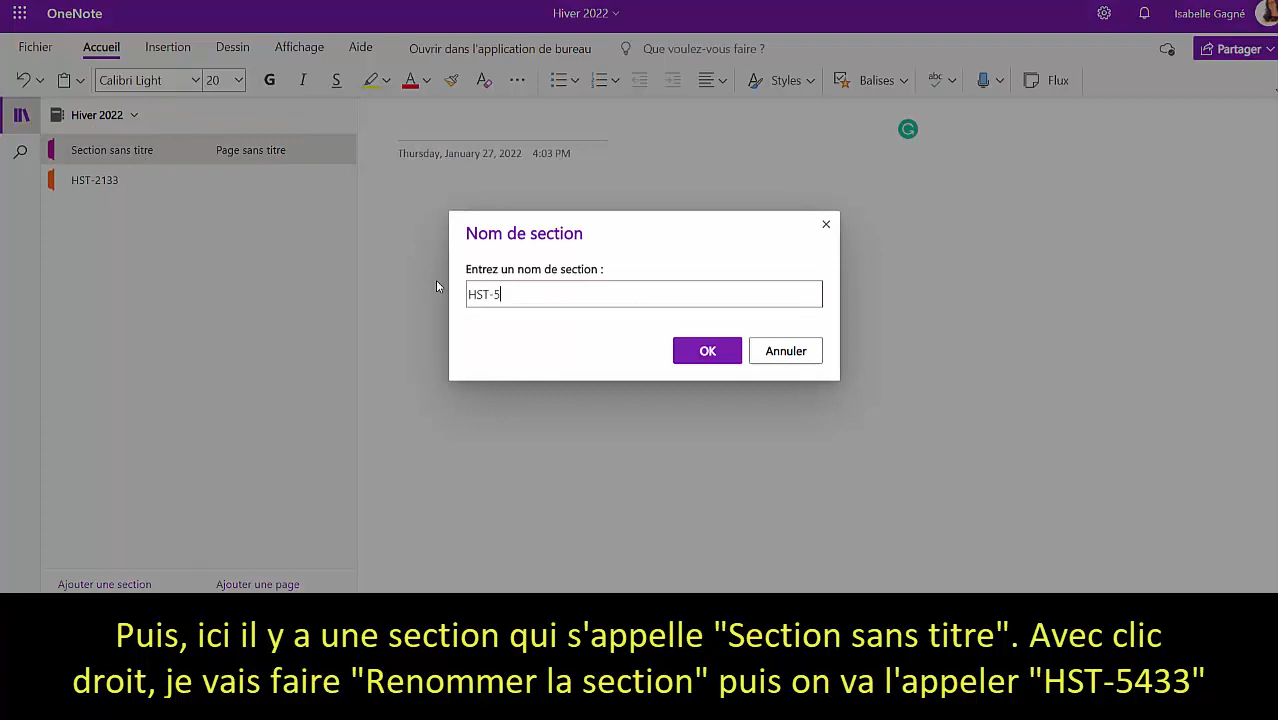 OneNote
Hiver 2022
Isabelle Gagné
Fichier Accueil Insertion Dessin Affichage Aide Ouvrir dans l'application de bureau Que voulez-vous faire ? Partager
Calibri Light 20 G I S A A ... Styles Balises abc Flux
Hiver 2022
Section sans titre Page sans titre
HST-2133
Thursday, January 27, 2022 4:03 PM
Nom de section
Entrez un nom de section :
HST-5
OK Annuler
Ajouter une section Ajouter une page
Puis, ici il y a une section qui s'appelle "Section sans titre". Avec clic
droit, je vais faire "Renommer la section" puis on va l'appeler "HST-5433"